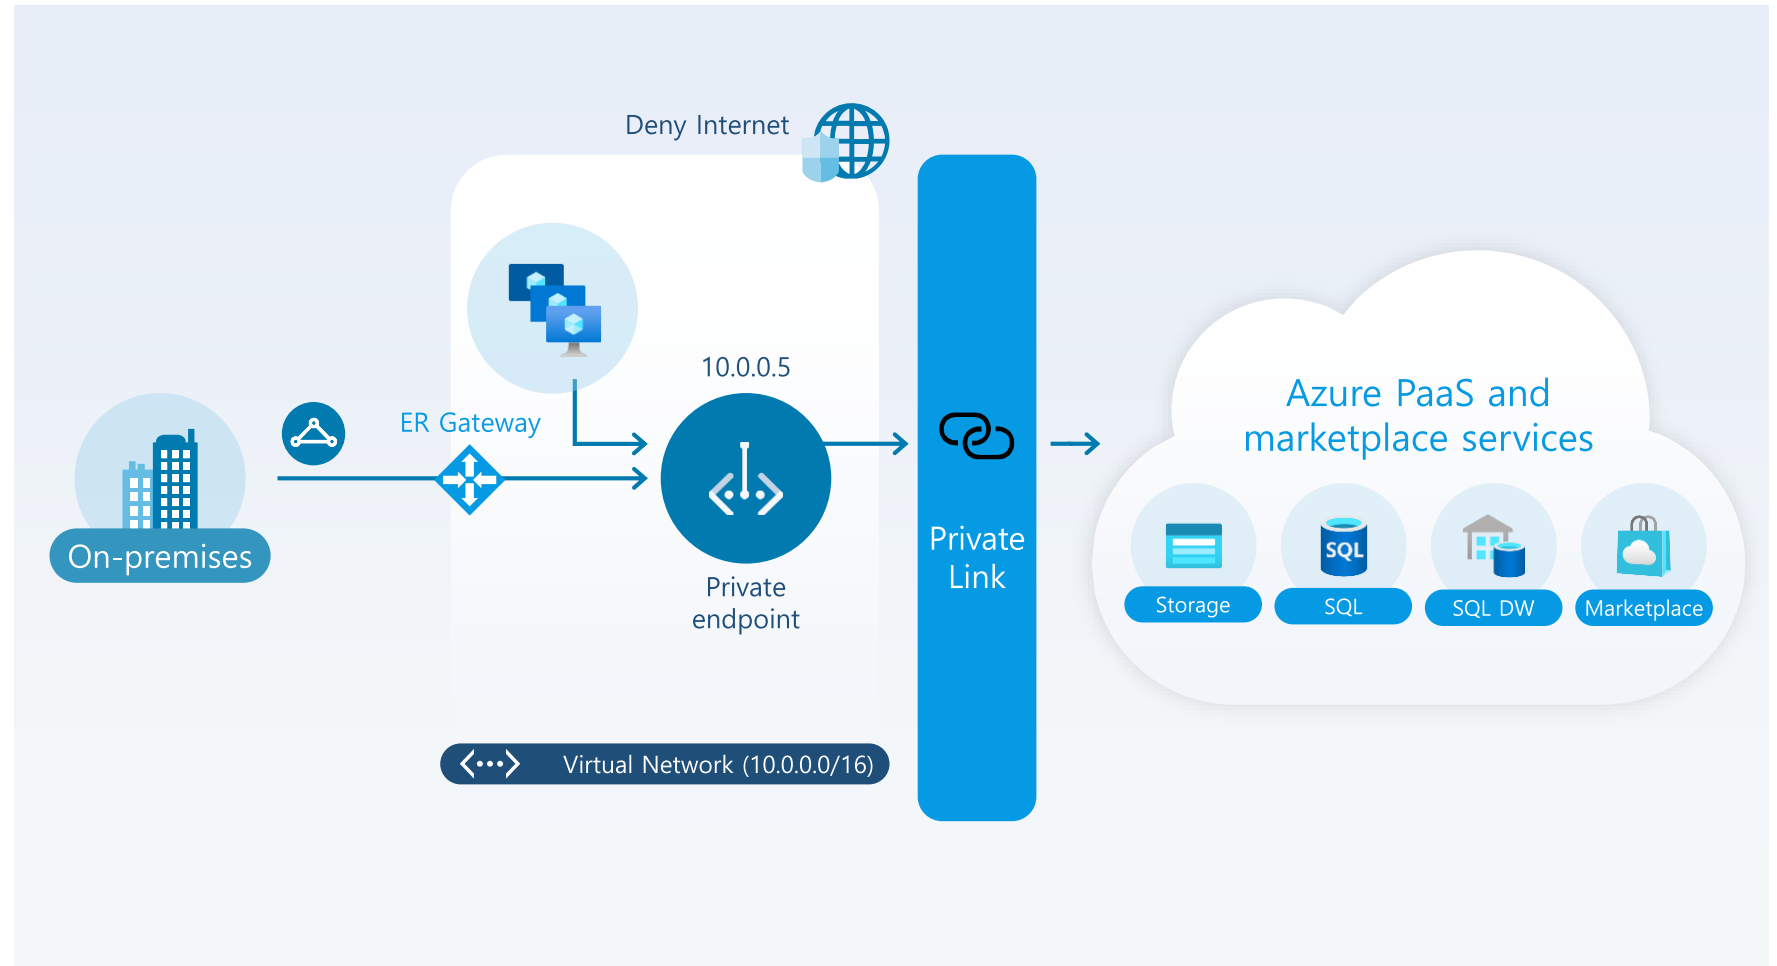 Deny Internet
10.0.0.5
ER Gateway
On-premises
Private
endpoint
Virtual Network (10.0.0.0/16)
Private
Link
Azure PaaS and
marketplace services
SQL
Storage
SQL
SQL DW
Marketplace